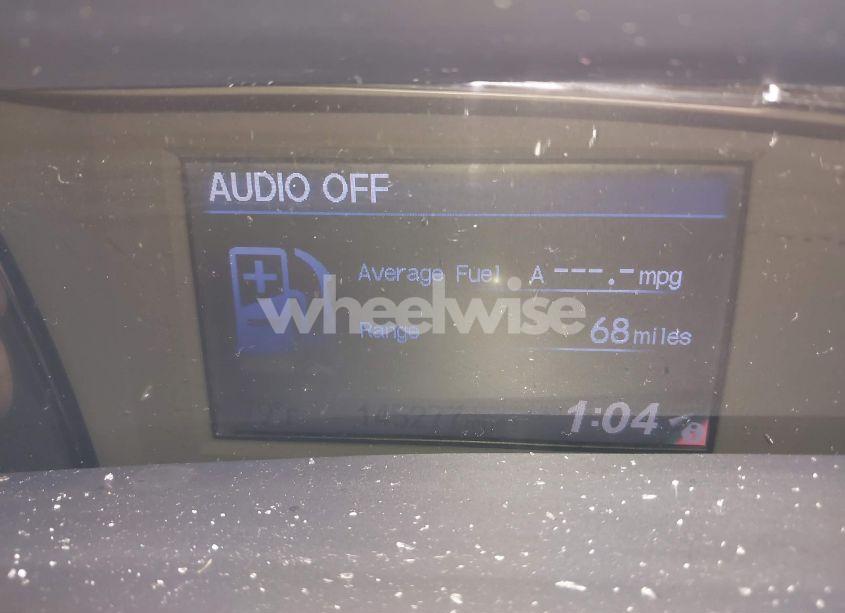 AUDIO OFF
Average Fuel A ---.- mpg
wheelwise
Range 68 miles
1:04